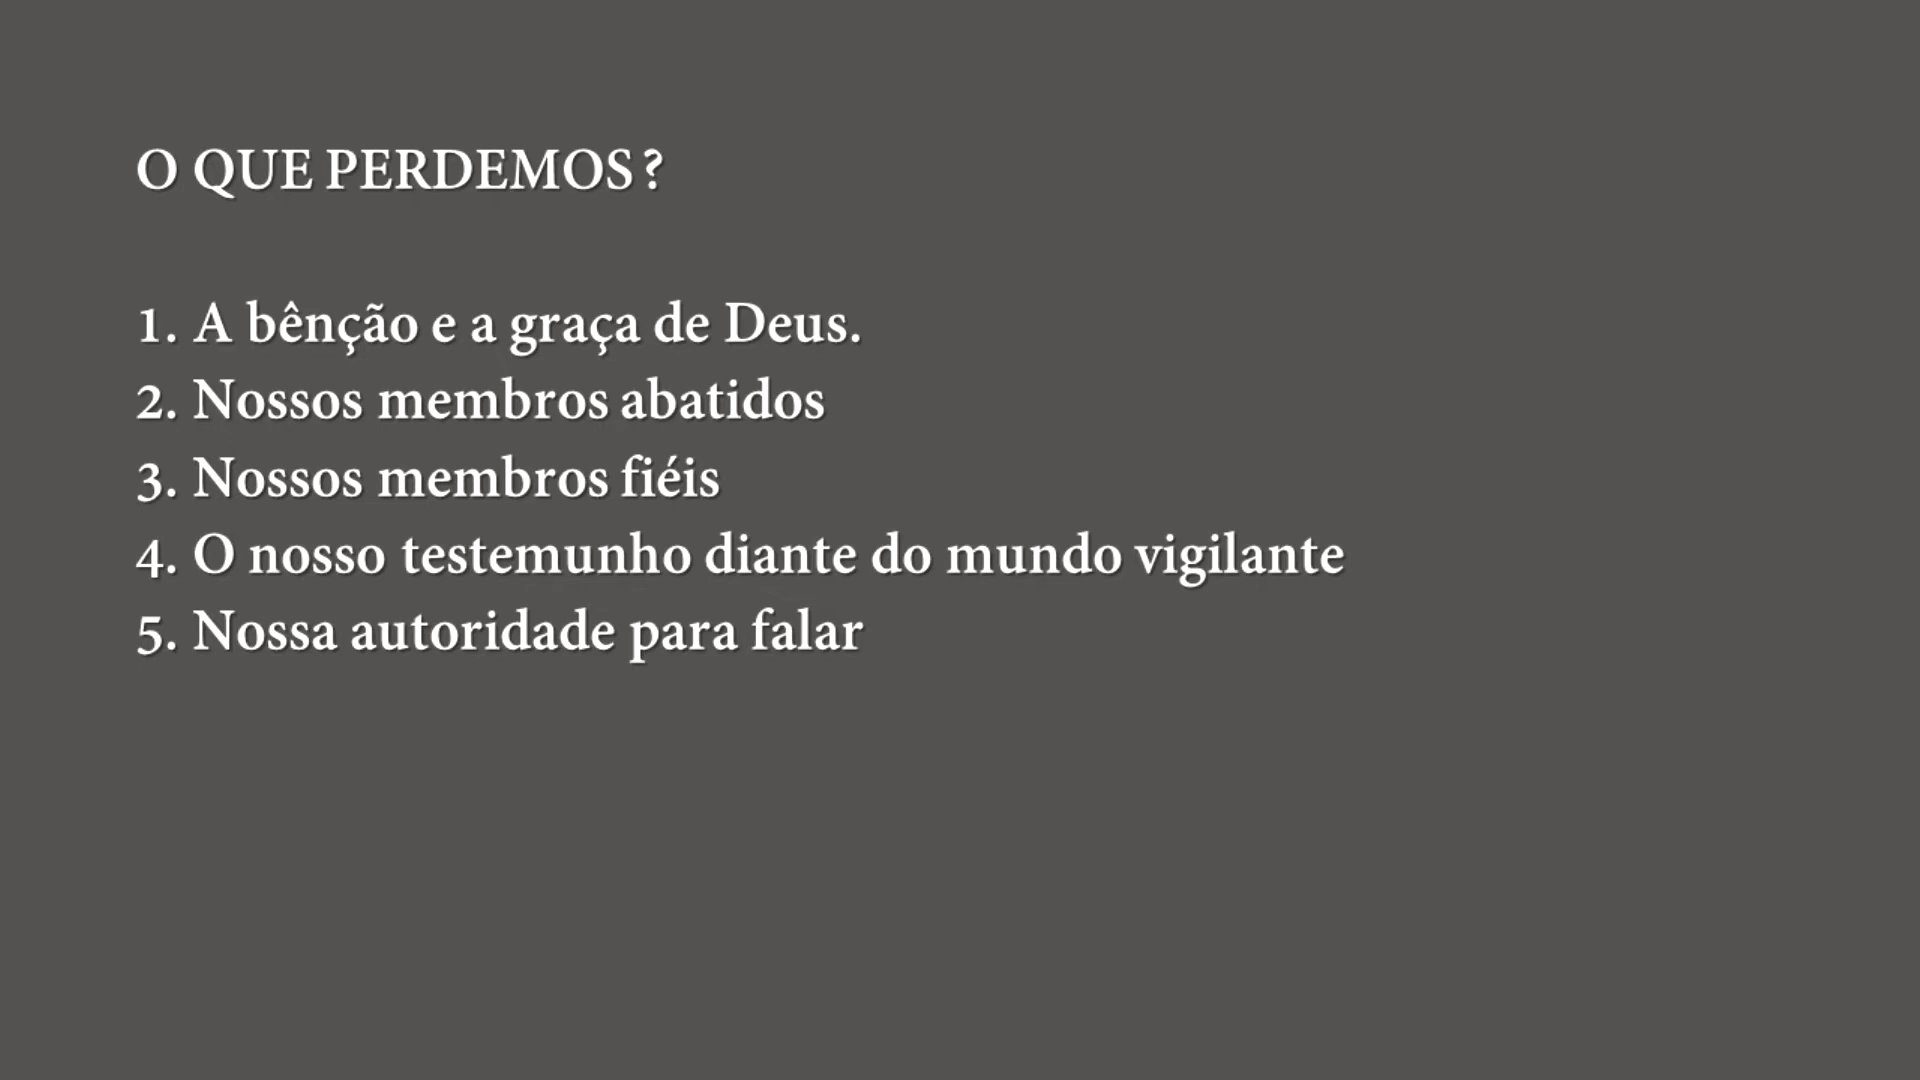 O QUE PERDEMOS?
1. A bênção e a graça de Deus.
2. Nossos membros abatidos
3. Nossos membros fiéis
4. O nosso testemunho diante do mundo vigilante
5. Nossa autoridade para falar